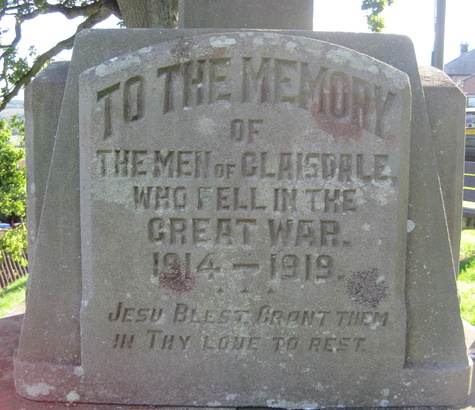 TO THE MEMORY
OF
THE MEN OF GLAISDALE,
WHO FELL IN THE
GREAT WAR.
1914 – 1919.
JESU BLEST, GRANT THEM
IN THY LOVE TO REST.